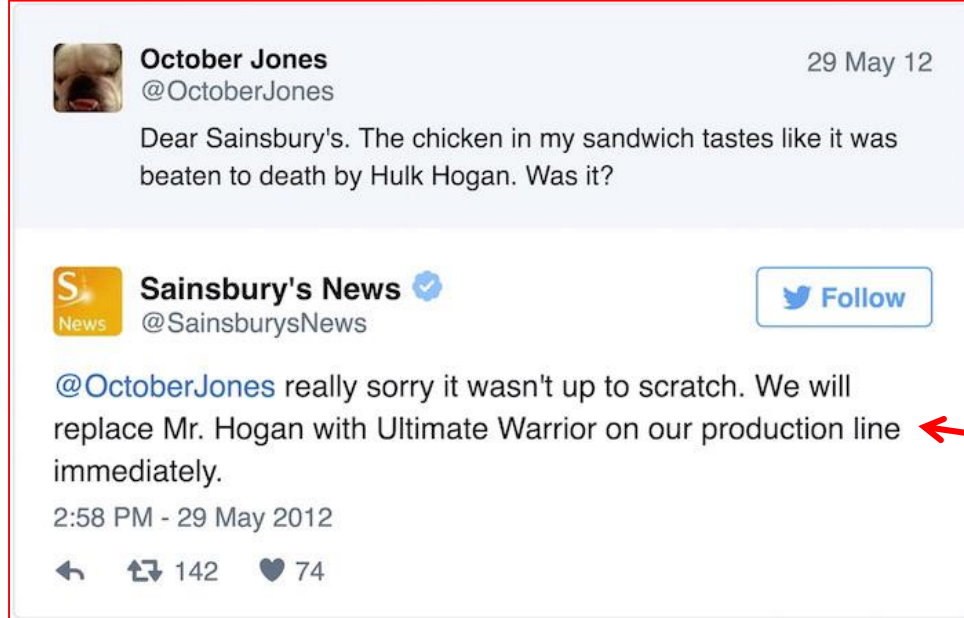 October Jones
29 May 12
@OctoberJones
Dear Sainsbury's. The chicken in my sandwich tastes like it was
beaten to death by Hulk Hogan. Was it?
S
News
Sainsbury's News
Follow
@SainsburysNews
@OctoberJones really sorry it wasn't up to scratch. We will
replace Mr. Hogan with Ultimate Warrior on our production line
immediately.
2:58 PM - 29 May 2012
142
74